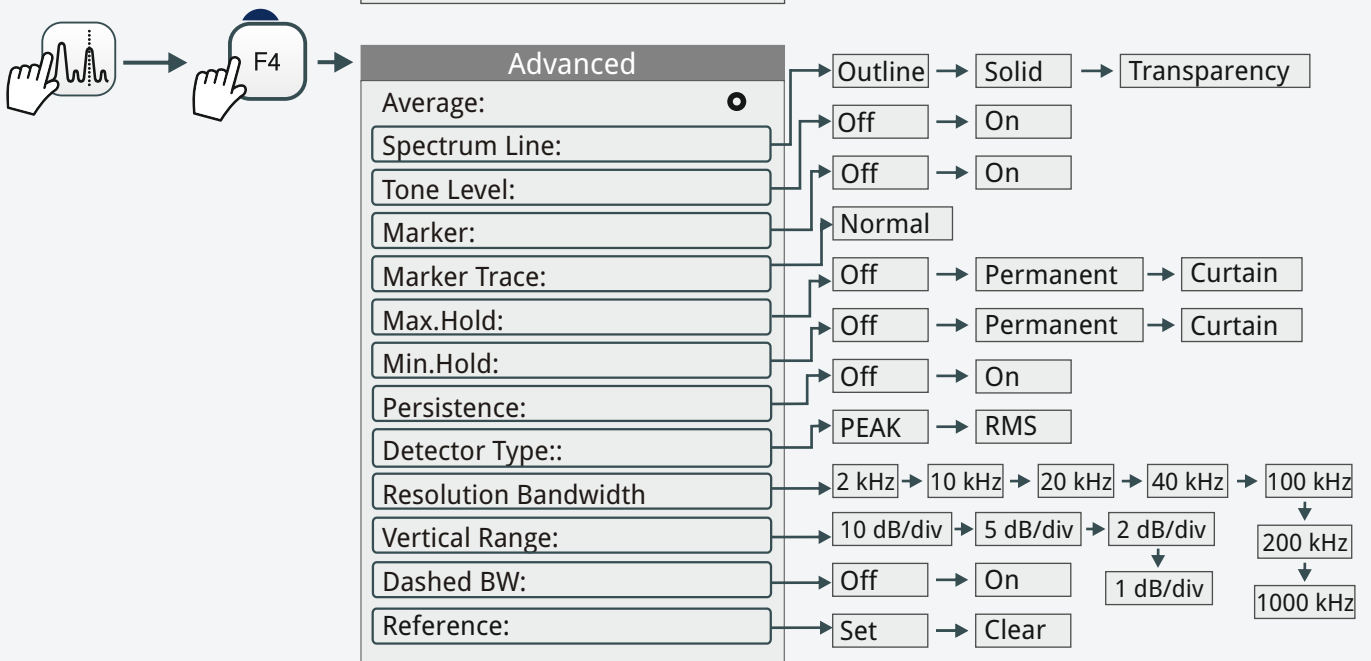 F4
Advanced
Average:
Spectrum Line:
Outline Solid Transparency
Tone Level:
Off On
Marker:
Off On
Marker Trace:
Normal
Max.Hold:
Off Permanent Curtain
Min.Hold:
Off Permanent Curtain
Persistence:
Off On
Detector Type::
PEAK RMS
Resolution Bandwidth
2 kHz 10 kHz 20 kHz 40 kHz 100 kHz
200 kHz
1000 kHz
Vertical Range:
10 dB/div 5 dB/div 2 dB/div
1 dB/div
Dashed BW:
Off On
Reference:
Set Clear